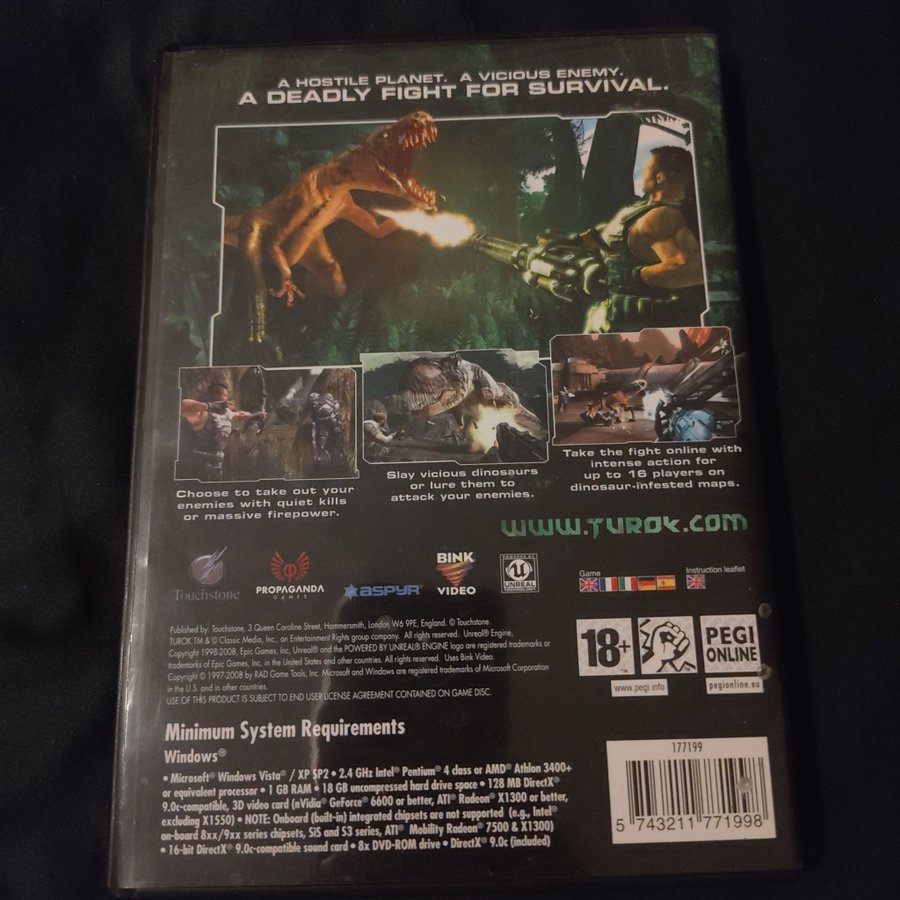 A HOSTILE PLANET. A VICIOUS ENEMY.
A DEADLY FIGHT FOR SURVIVAL.
Choose to take out your
enemies with quiet kills
or massive firepower.
Slay vicious dinosaurs
or lure them to
attack your enemies.
Take the fight online with
intense action for
up to 16 players on
dinosaur-infested maps.
WWW.TUROK.COM
Touchstone
PROPAGANDA
GAMES
ASPYR
BINK
VIDEO
POWERED BY
UNREAL
TECHNOLOGY
Game
Instruction leaflet
Published by: Touchstone, 3 Queen Caroline Street, Hammersmith, London W6 9PE, England. © Touchstone.
TUROK TM & © Classic Media, Inc., an Entertainment Rights group company. All rights reserved. Unreal® Engine,
Copyright 1998-2008, Epic Games, Inc. Unreal® and the POWERED BY UNREAL® ENGINE logo are registered trademarks or
trademarks of Epic Games, Inc. in the United States and other countries. All rights reserved. Uses Bink Video.
Copyright © 1997-2008 by RAD Game Tools, Inc. Microsoft and Windows are registered trademarks of Microsoft Corporation
in the U.S. and in other countries.
USE OF THIS PRODUCT IS SUBJECT TO END USER LICENSE AGREEMENT CONTAINED ON GAME DISC.
18+
TM
PEGI
ONLINE
www.pegi.info
pegionline.eu
Minimum System Requirements
Windows®
• Microsoft® Windows Vista® / XP SP2 • 2.4 GHz Intel® Pentium® 4 class or AMD® Athlon 3400+
or equivalent processor • 1 GB RAM • 18 GB uncompressed hard drive space • 128 MB DirectX®
9.0c-compatible, 3D video card (nVidia® GeForce® 6600 or better, ATI® Radeon® X1300 or better,
excluding X1550) • NOTE: Onboard (built-in) integrated chipsets are not supported (e.g., Intel®
on-board 8xx/9xx series chipsets, SiS and S3 series, ATI® Mobility Radeon® 7500 & X1300)
• 16-bit DirectX® 9.0c-compatible sound card • 8x DVD-ROM drive • DirectX® 9.0c (included)
177199
5 743211 771998